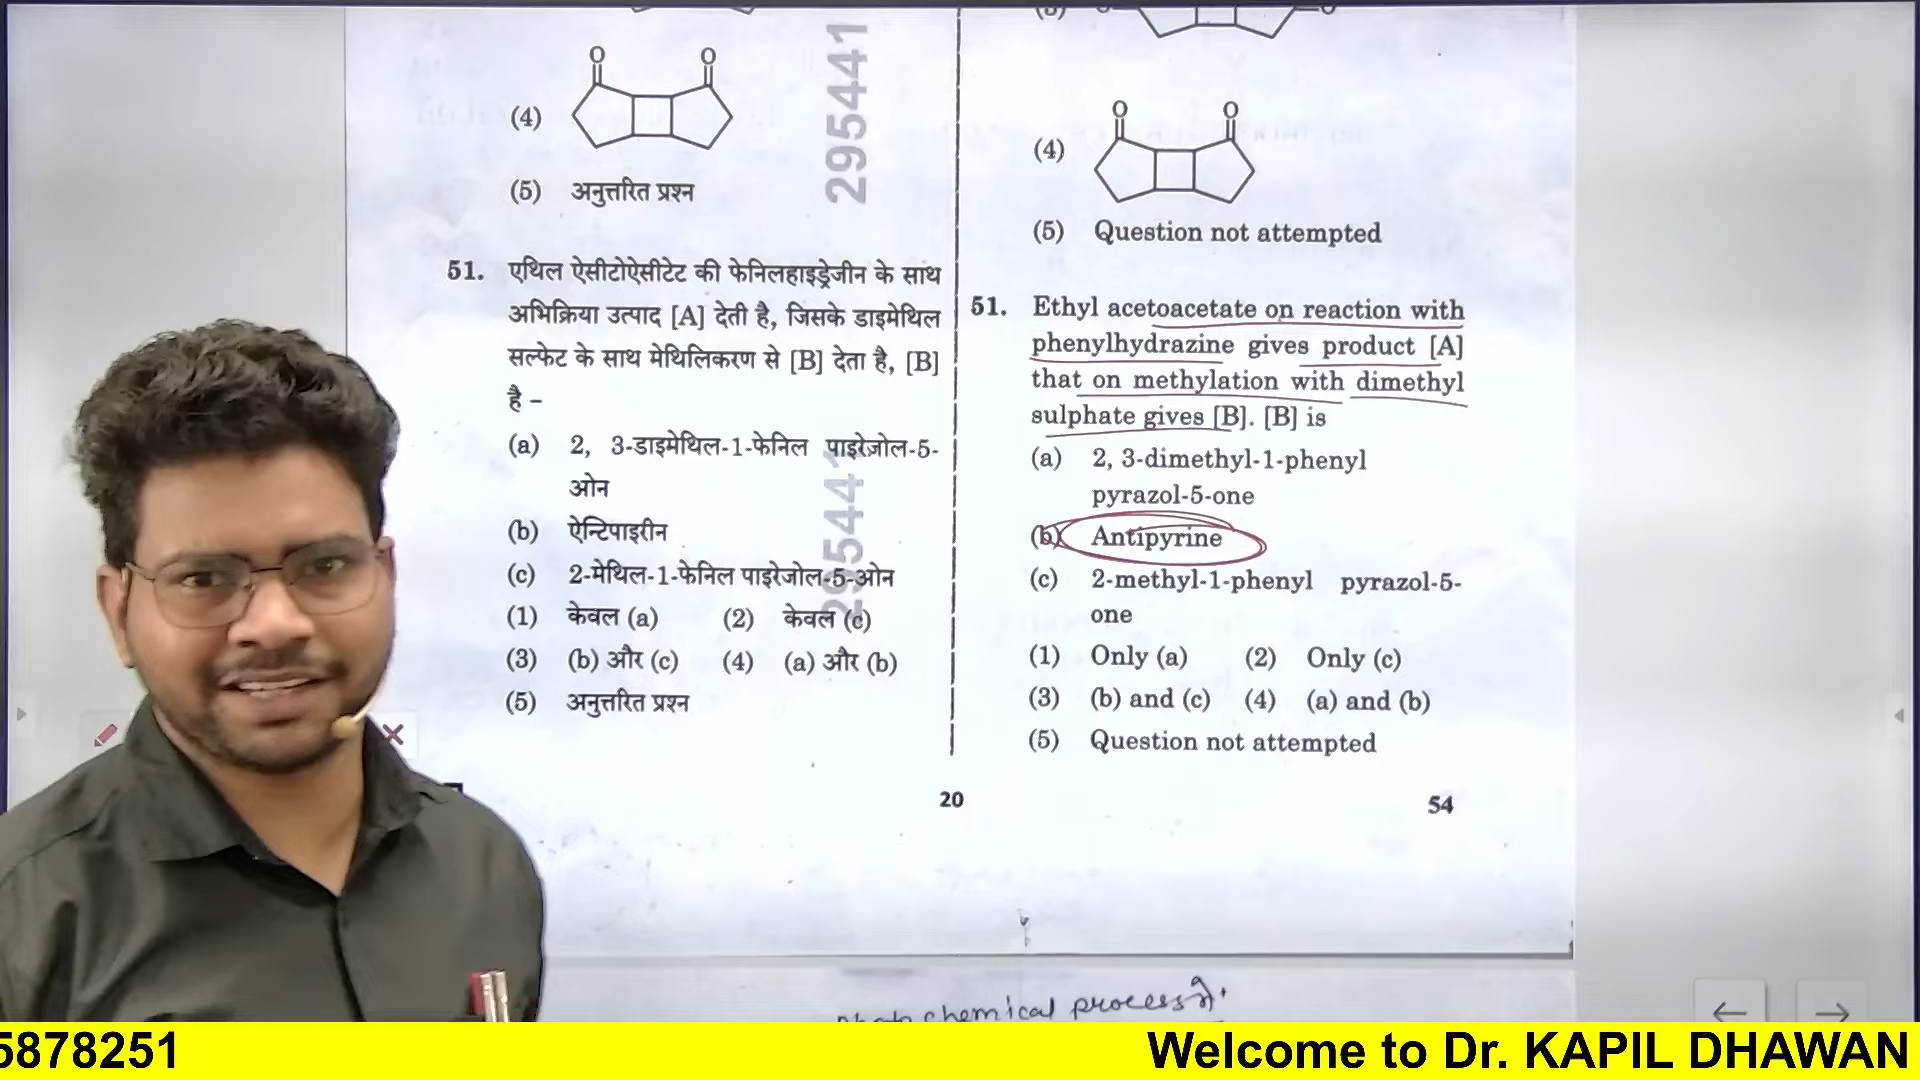 O O
(4)
(5) अनुत्तरित प्रश्न
295441
51. एथिल ऐसीटोऐसीटेट की फेनिलहाइड्रेजीन के साथ
अभिक्रिया उत्पाद [A] देती है, जिसके डाइमेथिल
सल्फेट के साथ मेथिलिकरण से [B] देता है, [B]
है –
(a) 2, 3-डाइमेथिल-1-फेनिल पाइरेज़ोल-5-
ओन
(b) ऐन्टिपाइरीन
(c) 2-मेथिल-1-फेनिल पाइरेजोल-5-ओन
(1) केवल (a) (2) केवल (c)
(3) (b) और (c) (4) (a) और (b)
(5) अनुत्तरित प्रश्न
295441
295441
(3)
O O
(4)
(5) Question not attempted
51. Ethyl acetoacetate on reaction with
phenylhydrazine gives product [A]
that on methylation with dimethyl
sulphate gives [B]. [B] is
(a) 2, 3-dimethyl-1-phenyl
pyrazol-5-one
(b) Antipyrine
(c) 2-methyl-1-phenyl pyrazol-5-
one
(1) Only (a) (2) Only (c)
(3) (b) and (c) (4) (a) and (b)
(5) Question not attempted
20
54
chemical process में
5878251
Welcome to Dr. KAPIL DHAWAN